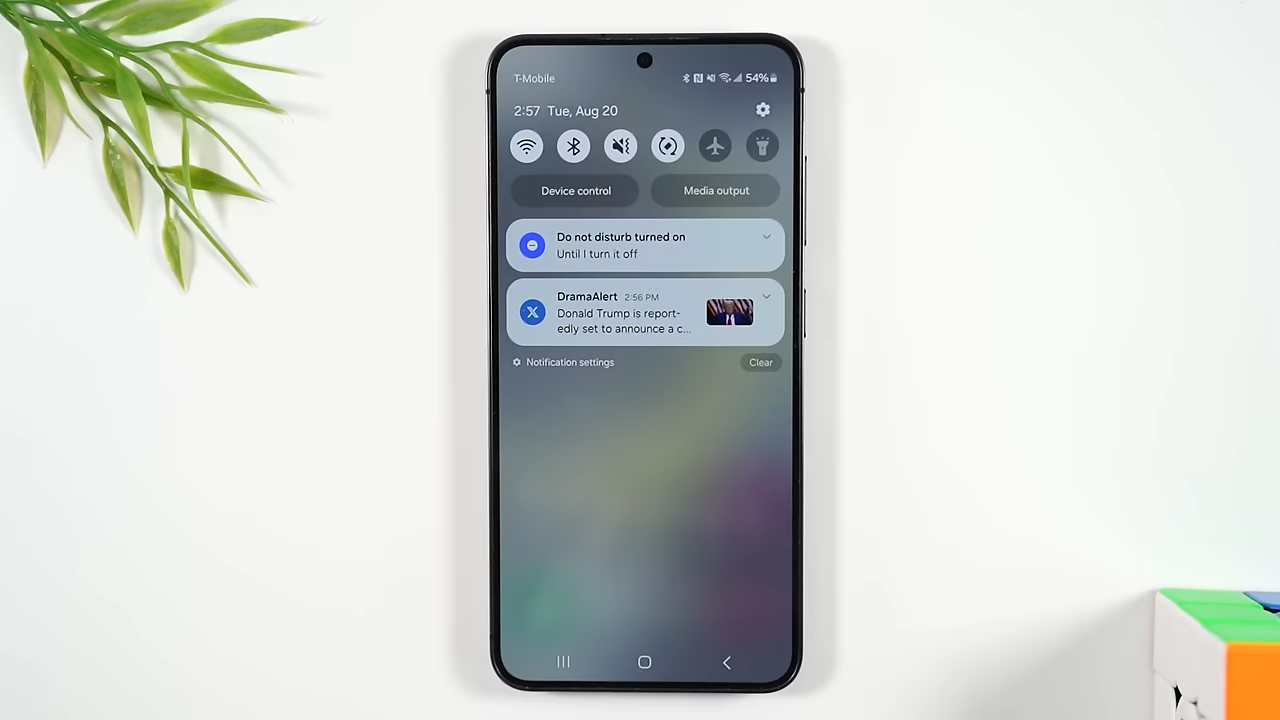 T-Mobile
54%
2:57 Tue, Aug 20
Device control
Media output
Do not disturb turned on
Until I turn it off
DramaAlert 2:56 PM
Donald Trump is report-
edly set to announce a c...
Notification settings
Clear